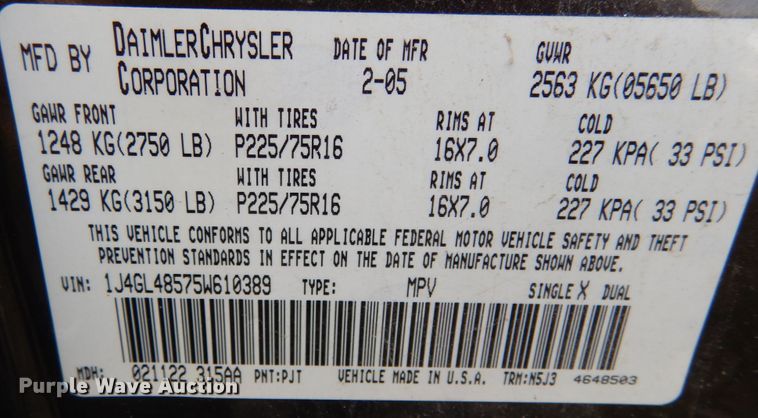 MFD BY DAIMLERCHRYSLER CORPORATION DATE OF MFR 2-05 GVWR 2563 KG(05650 LB)
GAWR FRONT WITH TIRES RIMS AT COLD
1248 KG(2750 LB) P225/75R16 16X7.0 227 KPA( 33 PSI)
GAWR REAR WITH TIRES RIMS AT COLD
1429 KG(3150 LB) P225/75R16 16X7.0 227 KPA( 33 PSI)
THIS VEHICLE CONFORMS TO ALL APPLICABLE FEDERAL MOTOR VEHICLE SAFETY AND THEFT
PREVENTION STANDARDS IN EFFECT ON THE DATE OF MANUFACTURE SHOWN ABOVE.
VIN: 1J4GL48575W610389 TYPE: MPV SINGLE X DUAL
MDH: 021122 315AA PNT:PJT VEHICLE MADE IN U.S.A. TRM:N5J3 4648503
Purple Wave Auction